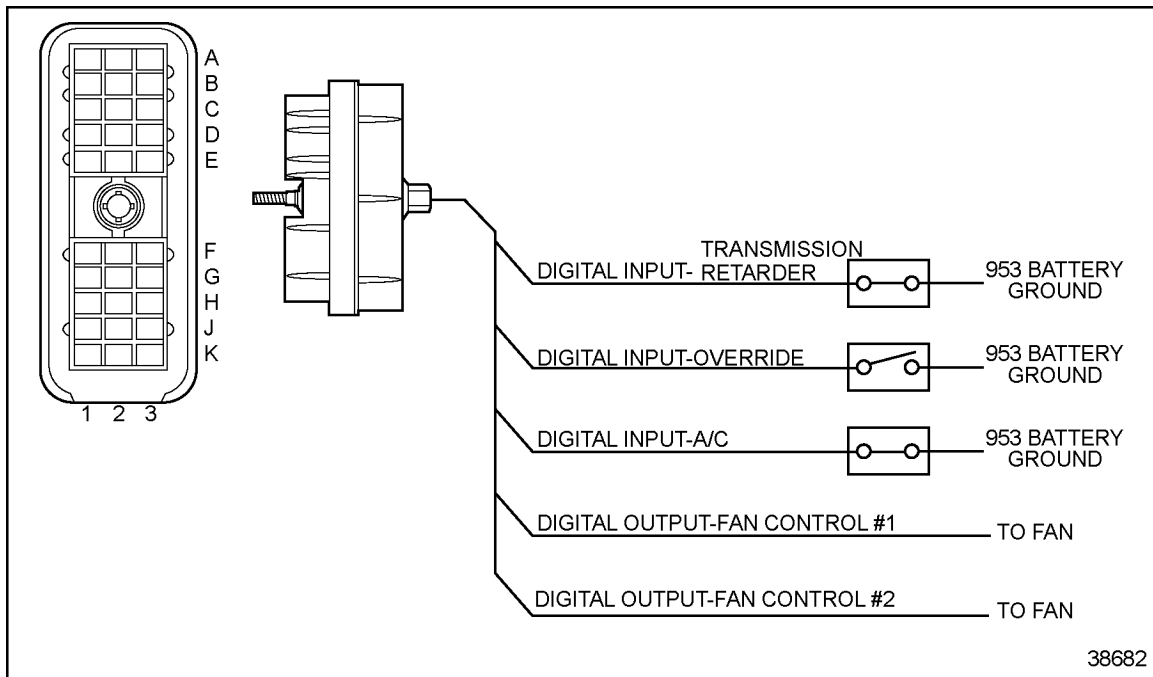 A
B
C
D
E
F
G
H
J
K
1 2 3
TRANSMISSION
DIGITAL INPUT- RETARDER
953 BATTERY
GROUND
DIGITAL INPUT-OVERRIDE
953 BATTERY
GROUND
DIGITAL INPUT-A/C
953 BATTERY
GROUND
DIGITAL OUTPUT-FAN CONTROL #1
TO FAN
DIGITAL OUTPUT-FAN CONTROL #2
TO FAN
38682